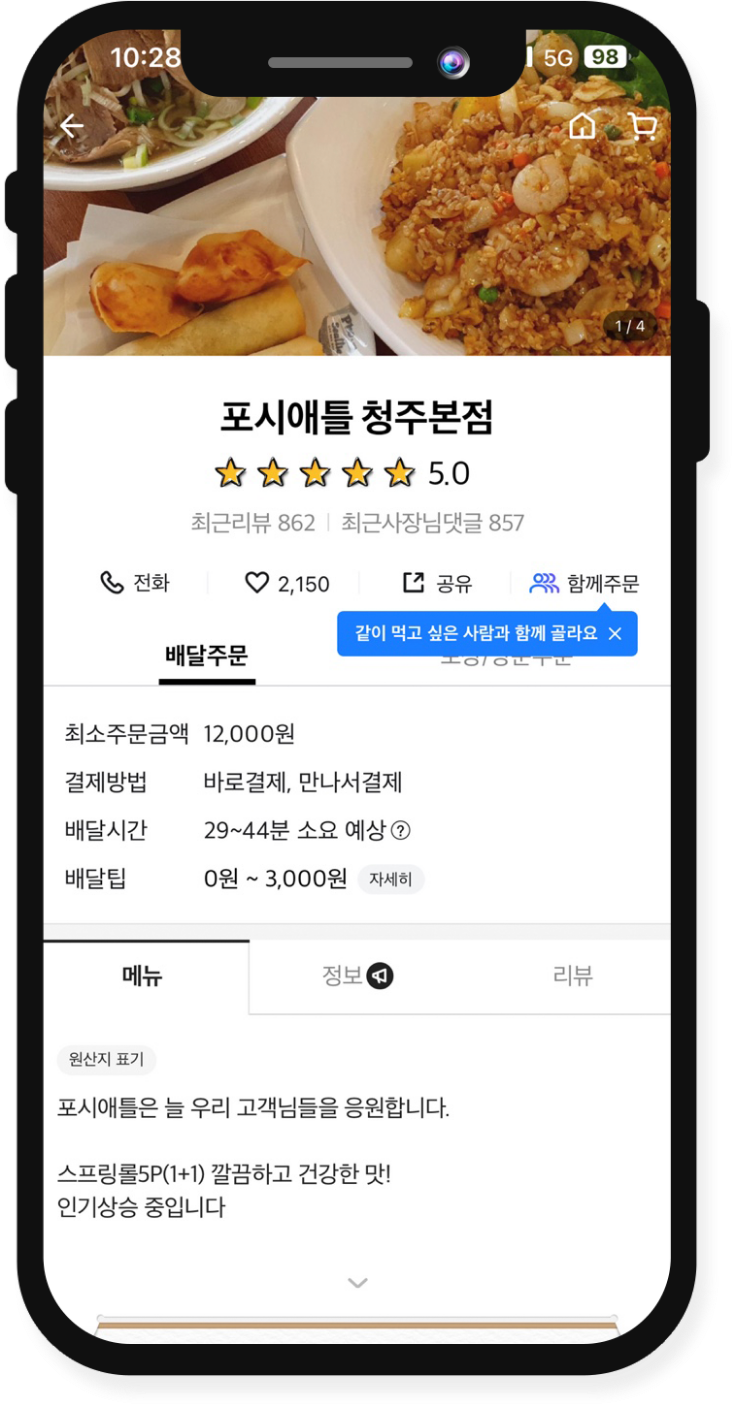 10:28
5G 98
1 / 4
포시애틀 청주본점
5.0
최근리뷰 862 | 최근사장님댓글 857
전화 2,150 공유 함께주문
같이 먹고 싶은 사람과 함께 골라요 ×
배달주문
최소주문금액 12,000원
결제방법 바로결제, 만나서결제
배달시간 29~44분 소요 예상 ?
배달팁 0원 ~ 3,000원 자세히
메뉴 정보 리뷰
원산지 표기
포시애틀은 늘 우리 고객님들을 응원합니다.
스프링롤5P(1+1) 깔끔하고 건강한 맛!
인기상승 중입니다